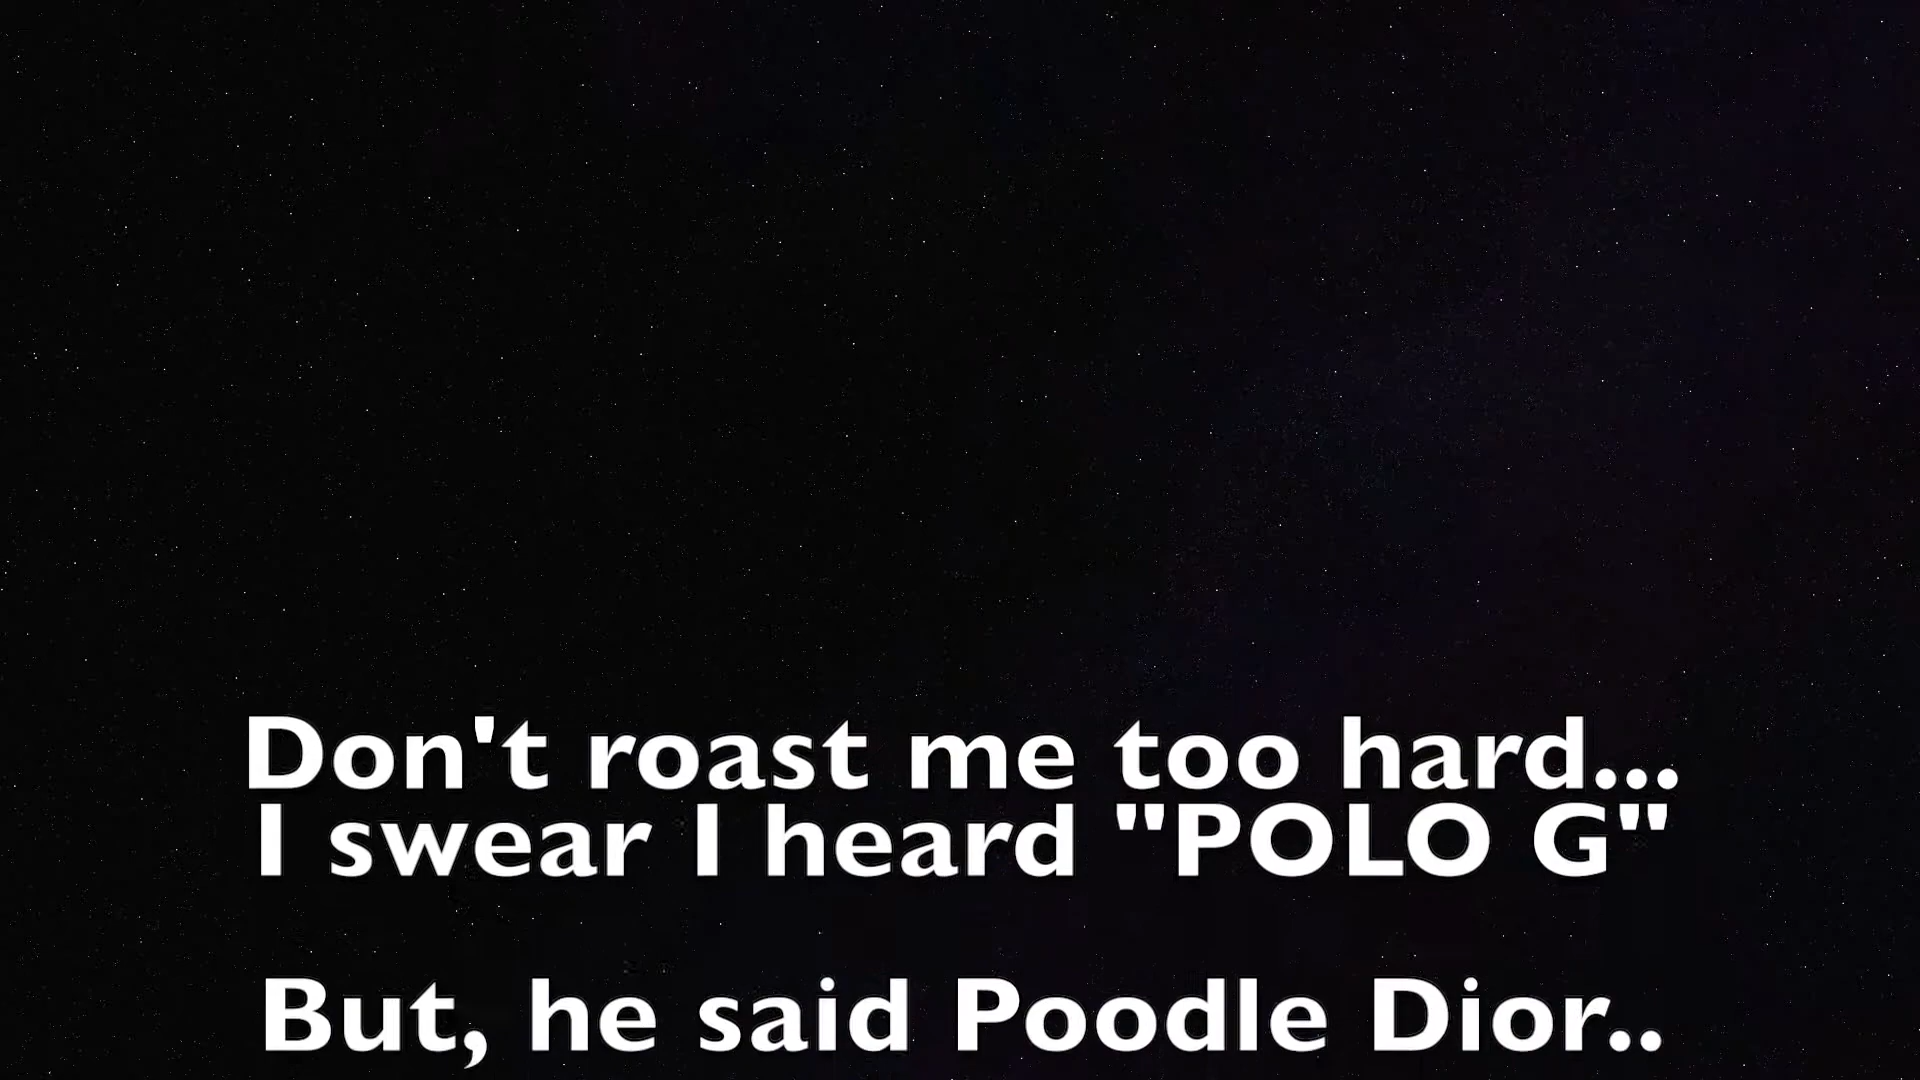 Don't roast me too hard...
I swear I heard "POLO G"
But, he said Poodle Dior..